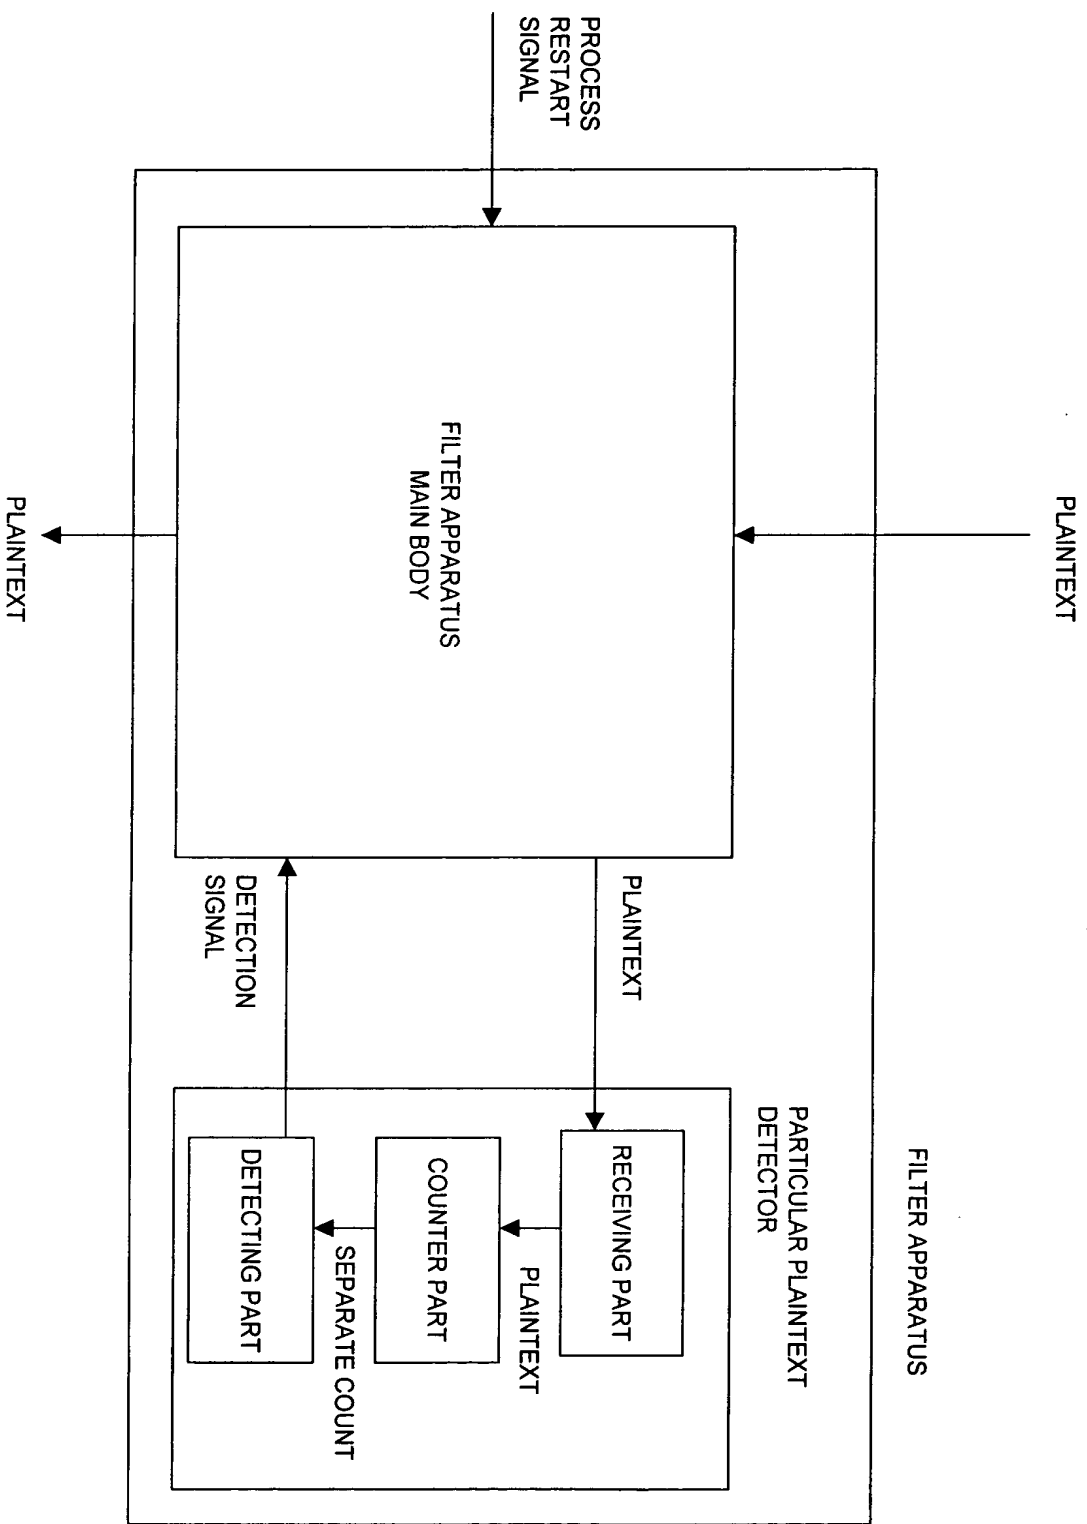 FILTER APPARATUS
PLAINTEXT
PARTICULAR PLAINTEXT
DETECTOR
PROCESS
RESTART
SIGNAL
FILTER APPARATUS
MAIN BODY
PLAINTEXT
RECEIVING PART
PLAINTEXT
COUNTER PART
SEPARATE COUNT
DETECTION
SIGNAL
DETECTING PART
PLAINTEXT